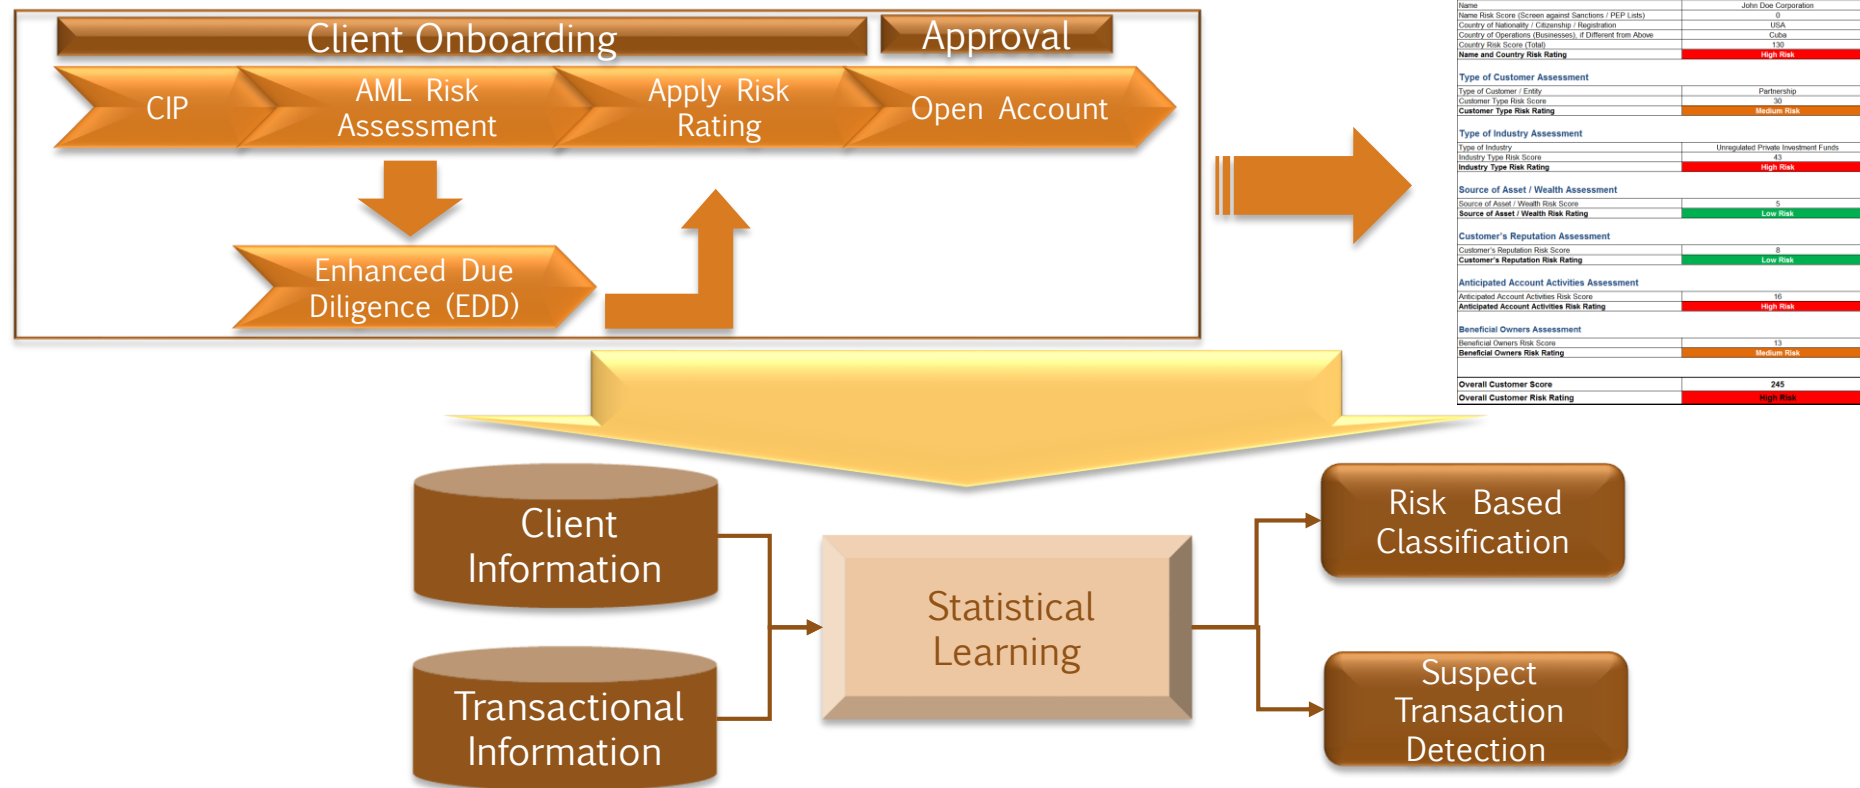 Client Onboarding
Approval
CIP
AML Risk
Assessment
Apply Risk
Rating
Open Account
Enhanced Due
Diligence (EDD)
Name John Doe Corporation
Name Risk Score (Screen against Sanctions / PEP Lists) 0
Country of Nationality / Citizenship / Registration USA
Country of Operations (Businesses), if Different from Above Cuba
Country Risk Score (Total) 130
Name and Country Risk Rating High Risk
Type of Customer Assessment
Type of Customer / Entity Partnership
Customer Type Risk Score 30
Customer Type Risk Rating Medium Risk
Type of Industry Assessment
Type of Industry Unregulated Private Investment Funds
Industry Type Risk Score 43
Industry Type Risk Rating High Risk
Source of Asset / Wealth Assessment
Source of Asset / Wealth Risk Score 5
Source of Asset / Wealth Risk Rating Low Risk
Customer's Reputation Assessment
Customer's Reputation Risk Score 8
Customer's Reputation Risk Rating Low Risk
Anticipated Account Activities Assessment
Anticipated Account Activities Risk Score 16
Anticipated Account Activities Risk Rating High Risk
Beneficial Owners Assessment
Beneficial Owners Risk Score 13
Beneficial Owners Risk Rating Medium Risk
Overall Customer Score 245
Overall Customer Risk Rating High Risk
Client
Information
Transactional
Information
Statistical
Learning
Risk Based
Classification
Suspect
Transaction
Detection